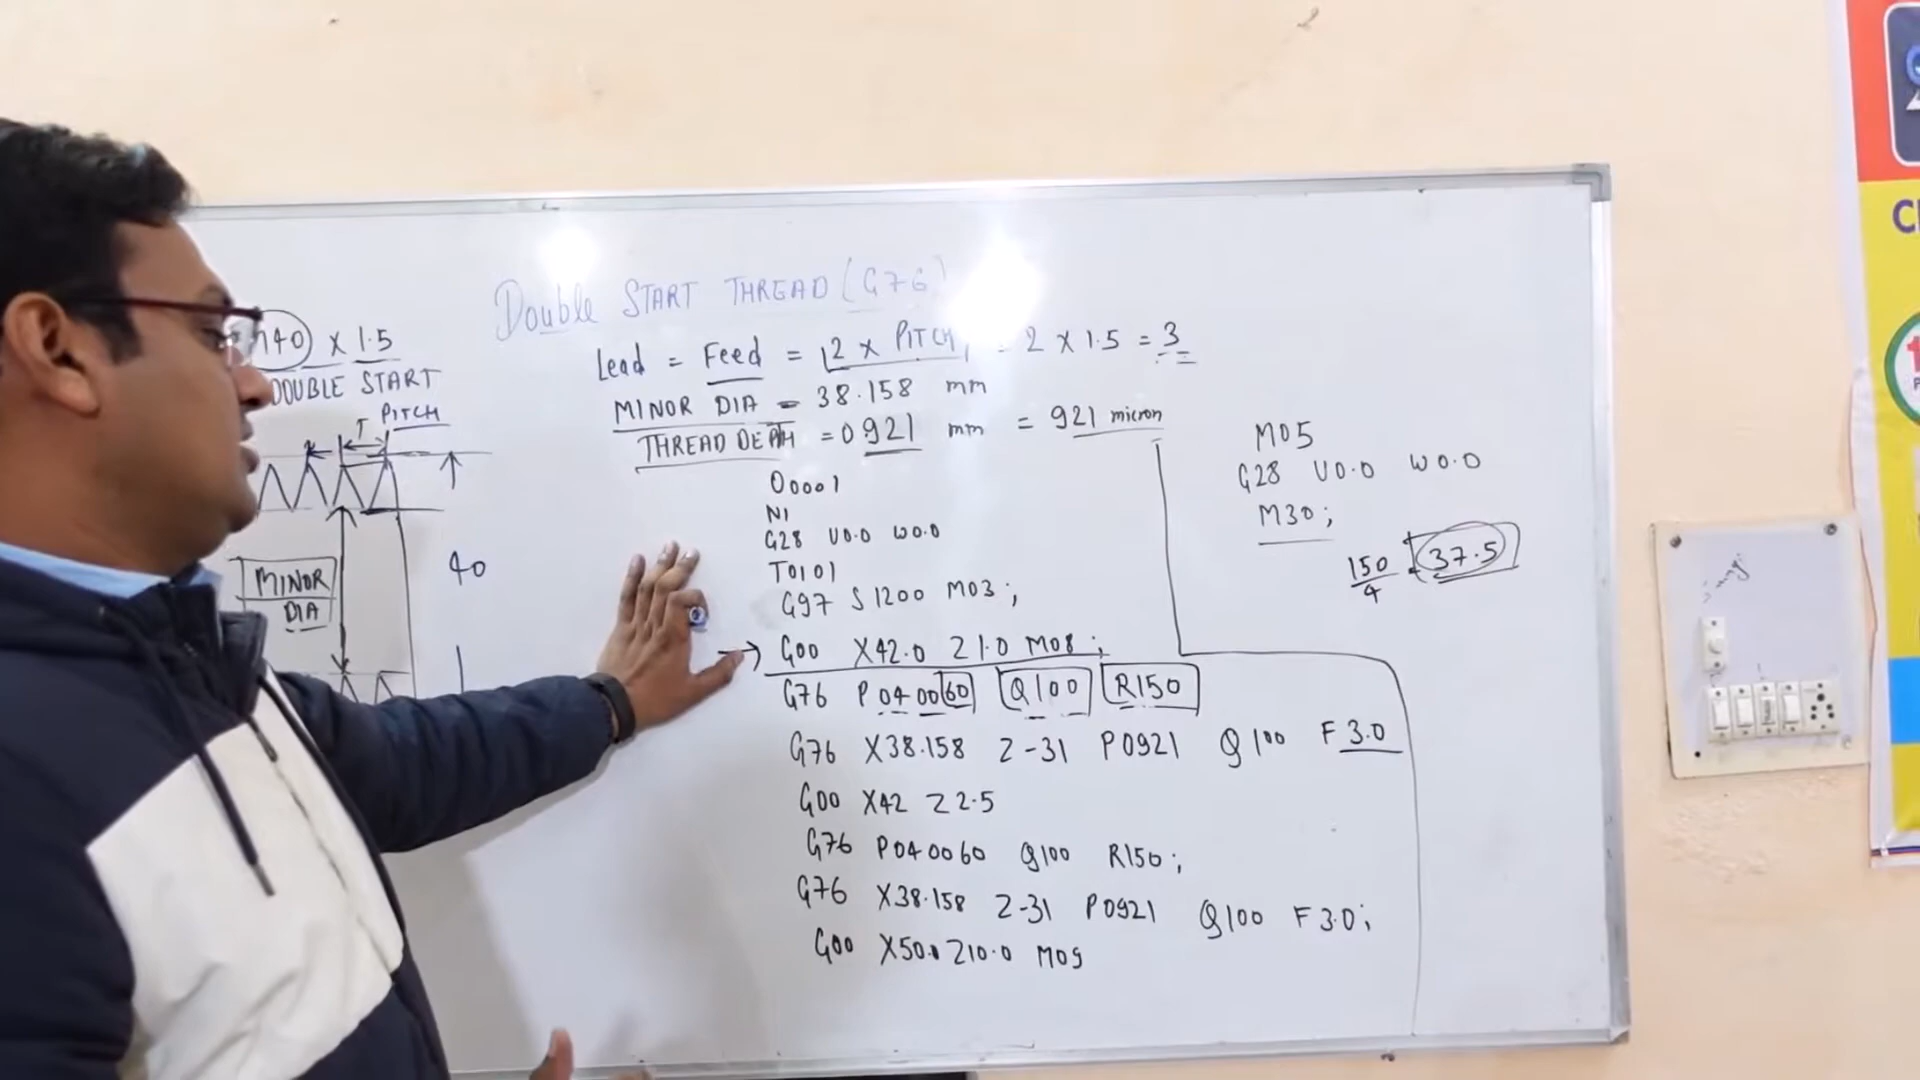 Double START THREAD (G76)
Lead = Feed = 2 x PITCH = 2 x 1.5 = 3
MINOR DIA = 38.158 mm
THREAD DEPTH = 0 921 mm = 921 micron
40 x 1.5
DOUBLE START
PITCH
MINOR
DIA
40
O0001
N1
G28 U0.0 W0.0
T0101
G97 S1200 M03;
→ G00 X42.0 Z1.0 M08;
G76 P040060 Q100 R150
G76 X38.158 Z-31 P0921 Q100 F3.0
G00 X42 Z2.5
G76 P040060 Q100 R150;
G76 X38.158 Z-31 P0921 Q100 F3.0;
G00 X50.0 Z10.0 M09
M05
G28 U0.0 W0.0
M30;
150/4 = 37.5